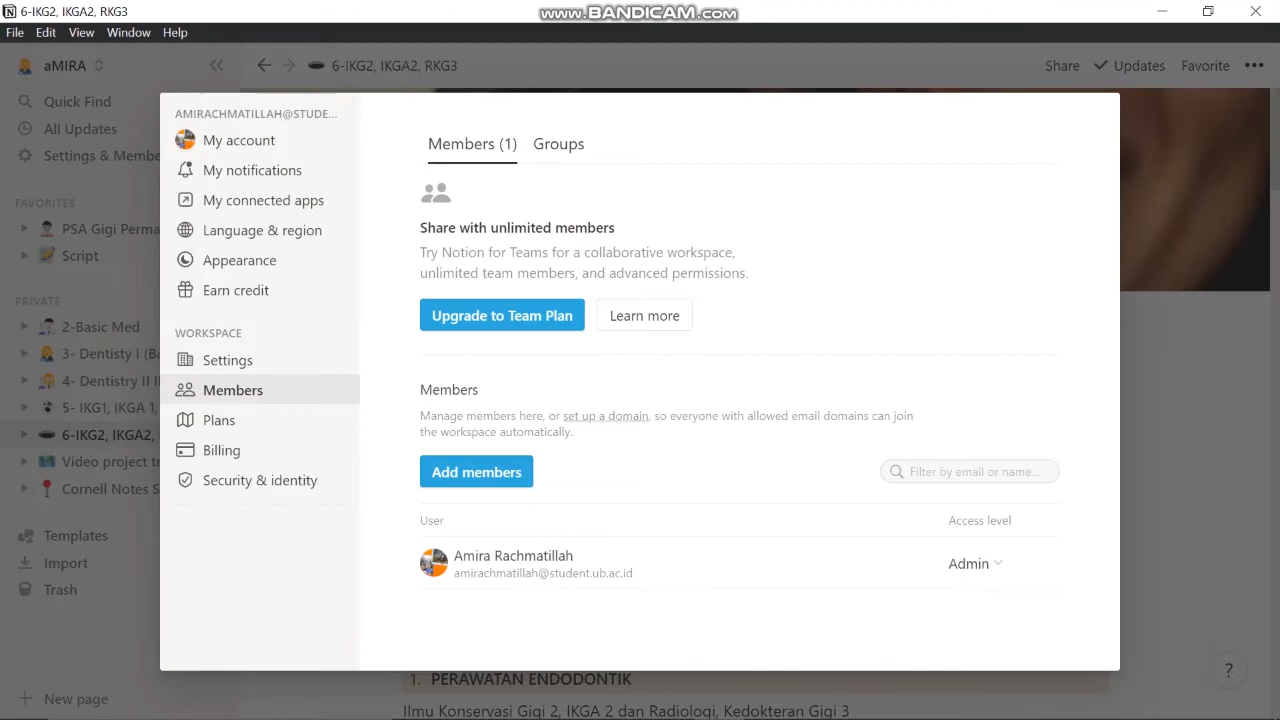 6-IKG2, IKGA2, RKG3
www.BANDICAM.com
File Edit View Window Help
aMIRA
6-IKG2, IKGA2, RKG3
Share
Updates
Favorite
Quick Find
All Updates
Settings & Membe
FAVORITES
PSA Gigi Perma
Script
PRIVATE
2-Basic Med
3- Dentisty I (Ba
4- Dentistry II I
5- IKG1, IKGA 1,
6-IKG2, IKGA2,
Video project tr
Cornell Notes S
Templates
Import
Trash
New page
AMIRACHMATILLAH@STUDE...
My account
My notifications
My connected apps
Language & region
Appearance
Earn credit
WORKSPACE
Settings
Members
Plans
Billing
Security & identity
Members (1) Groups
Share with unlimited members
Try Notion for Teams for a collaborative workspace,
unlimited team members, and advanced permissions.
Upgrade to Team Plan
Learn more
Members
Manage members here, or set up a domain, so everyone with allowed email domains can join
the workspace automatically.
Add members
Filter by email or name...
User Access level
Amira Rachmatillah
amirachmatillah@student.ub.ac.id
Admin
1. PERAWATAN ENDODONTIK
Ilmu Konservasi Gigi 2, IKGA 2 dan Radiologi, Kedokteran Gigi 3
?